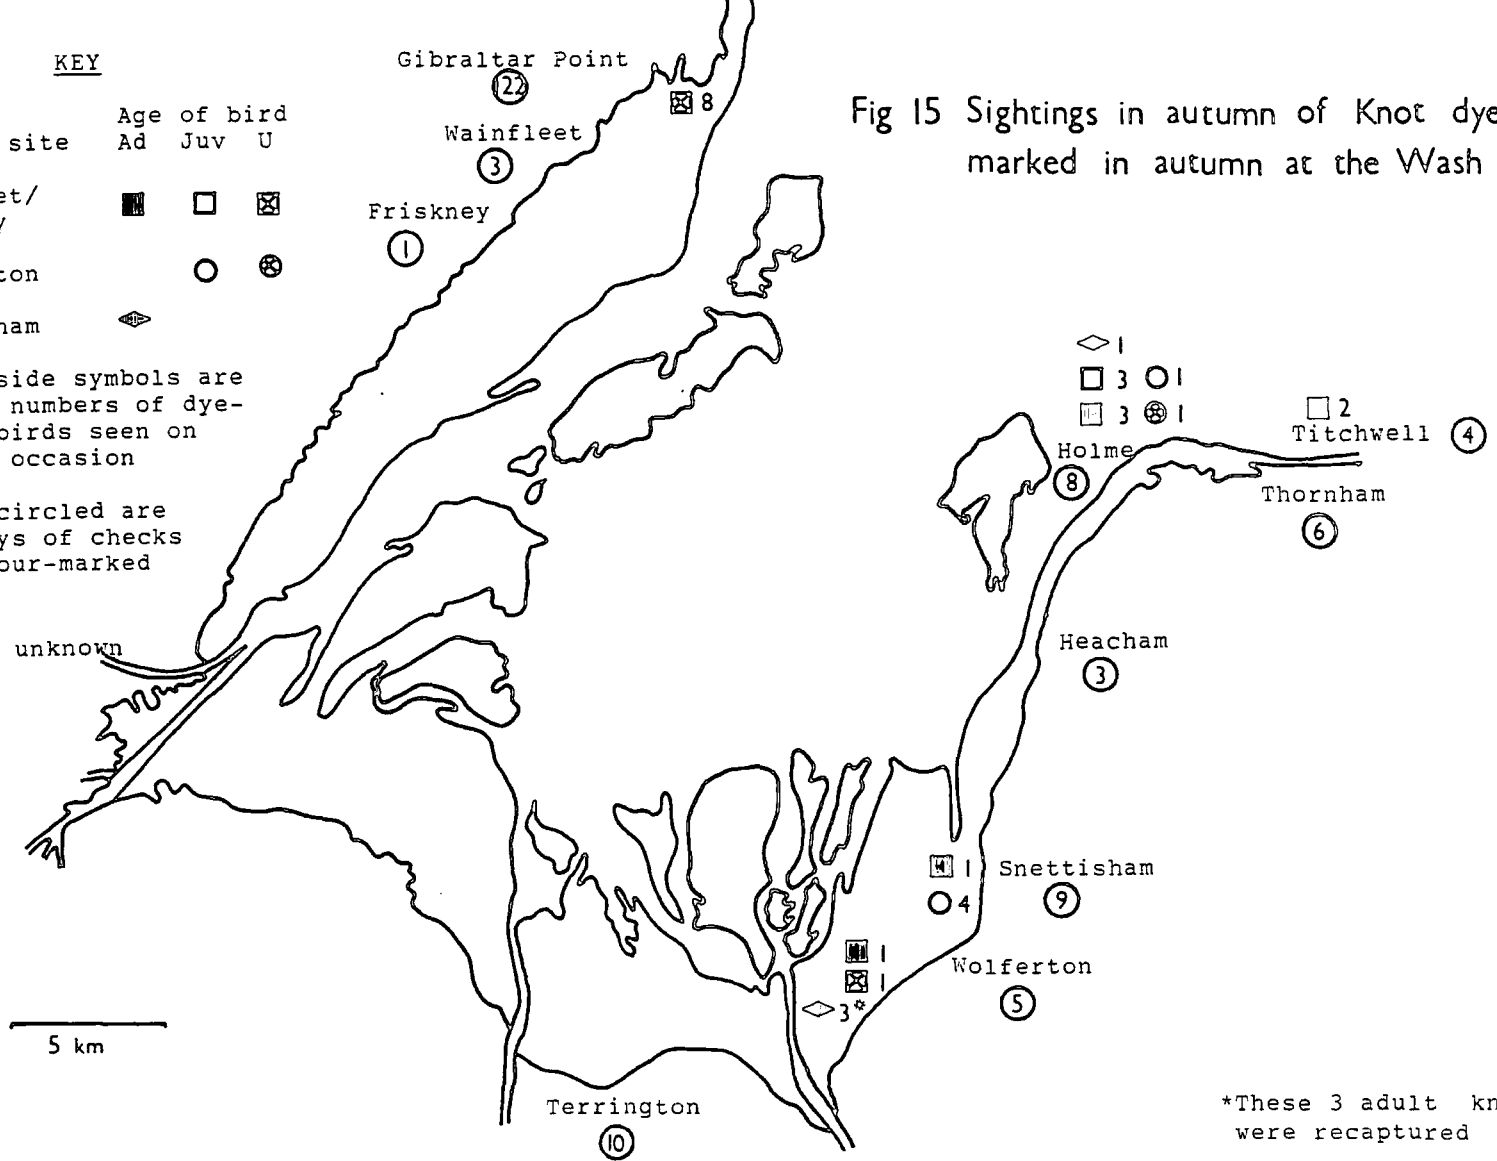 KEY
Age of bird
site Ad Juv U
et/
y
ton
ham
side symbols are
numbers of dye-
birds seen on
occasion
circled are
ys of checks
our-marked
unknown
Fig 15 Sightings in autumn of Knot dye
marked in autumn at the Wash
Gibraltar Point
22
8
Wainfleet
3
Friskney
1
1
3 1
3 1
Holme
8
2
Titchwell 4
Thornham
6
Heacham
3
1 Snettisham
4 9
1
Wolferton
1
3*
5
5 km
Terrington
10
*These 3 adult kn
were recaptured